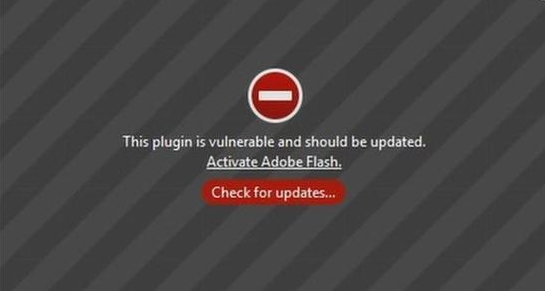 This plugin is vulnerable and should be updated.
Activate Adobe Flash.
Check for updates...